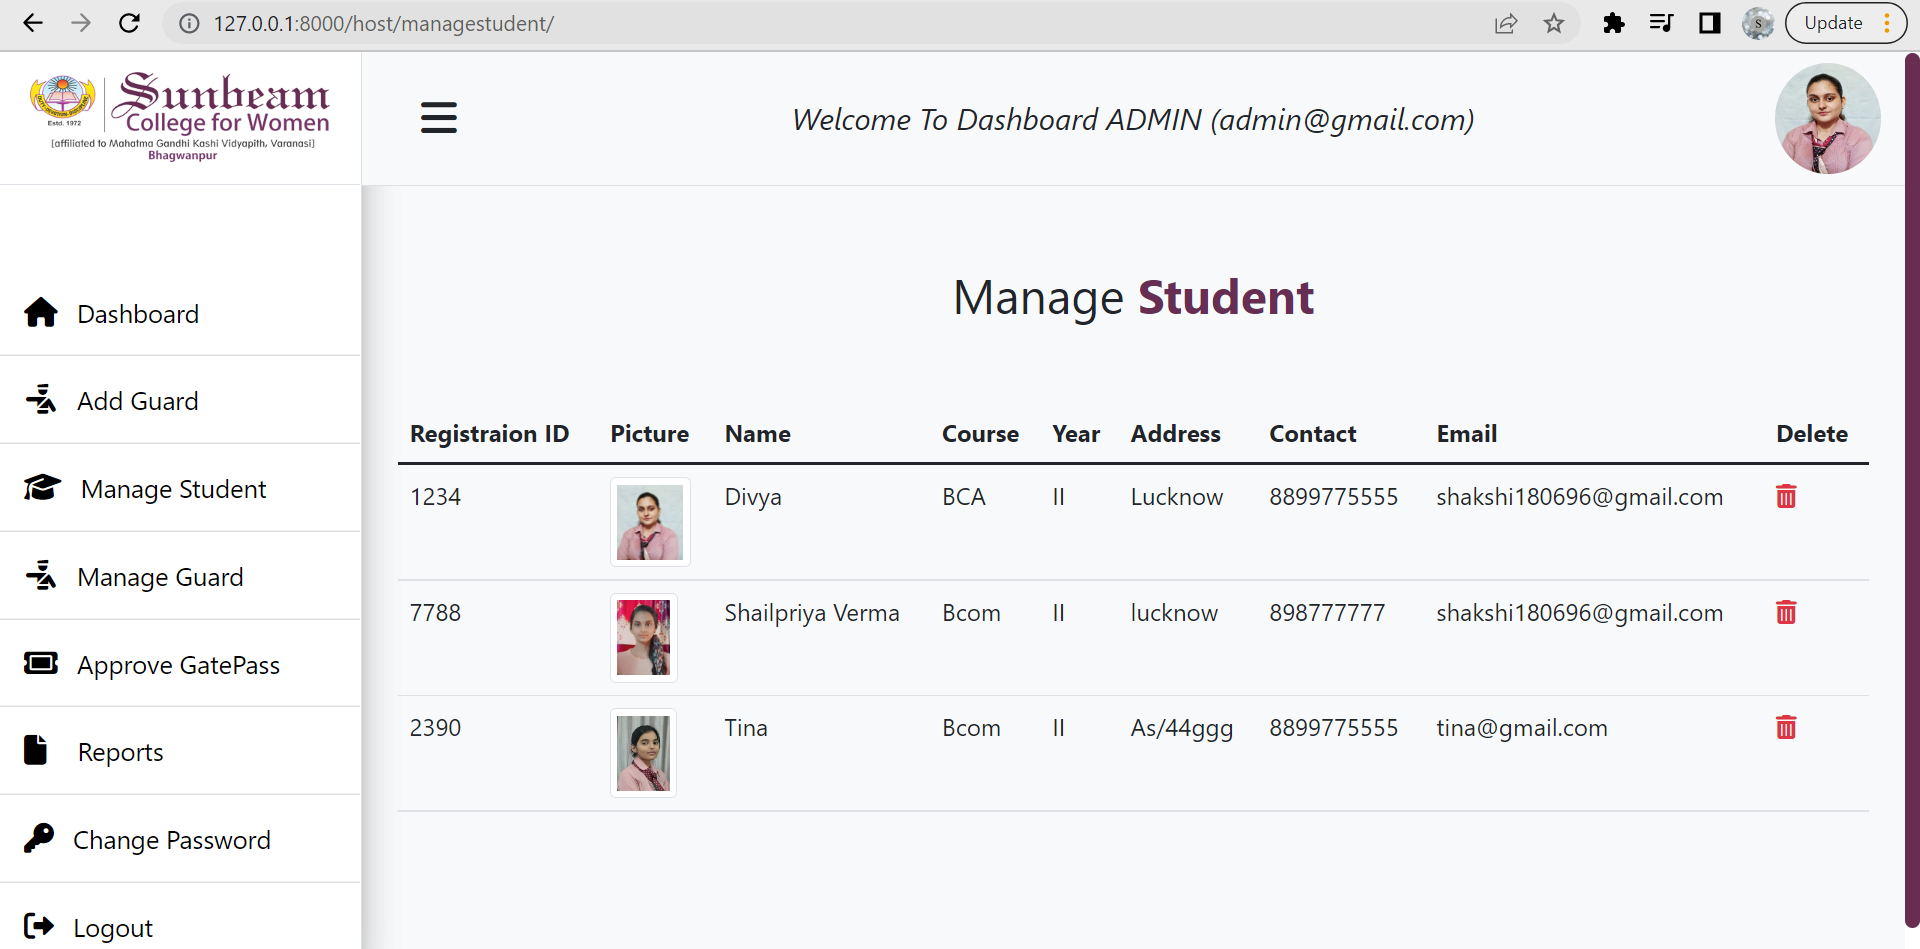 127.0.0.1:8000/host/managestudent/
S
Update
Sunbeam
College for Women
Estd. 1972
[affiliated to Mahatma Gandhi Kashi Vidyapith, Varanasi]
Bhagwanpur
Welcome To Dashboard ADMIN (admin@gmail.com)
Dashboard
Add Guard
Manage Student
Manage Guard
Approve GatePass
Reports
Change Password
Logout
Manage Student
Registraion ID Picture Name Course Year Address Contact Email Delete
1234 Divya BCA II Lucknow 8899775555 shakshi180696@gmail.com
7788 Shailpriya Verma Bcom II lucknow 898777777 shakshi180696@gmail.com
2390 Tina Bcom II As/44ggg 8899775555 tina@gmail.com